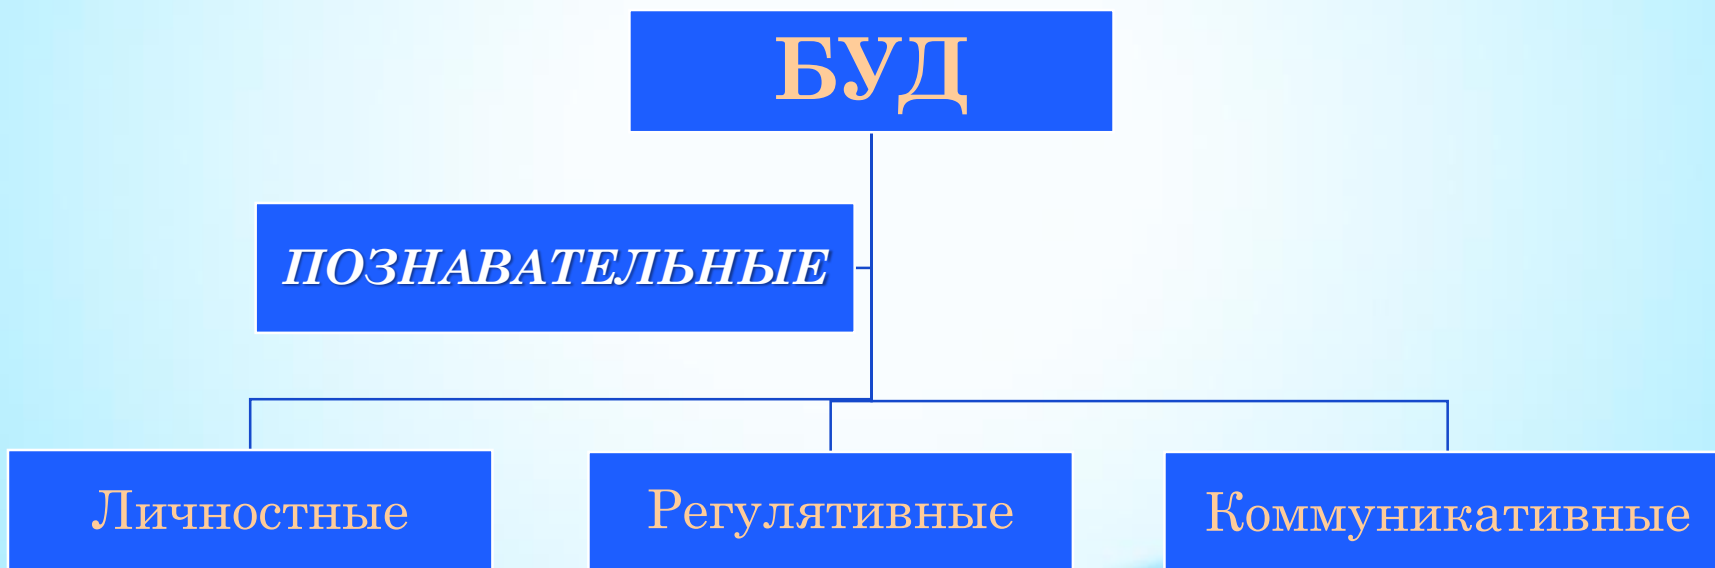 БУД
ПОЗНАВАТЕЛЬНЫЕ
Личностные
Регулятивные
Коммуникативные